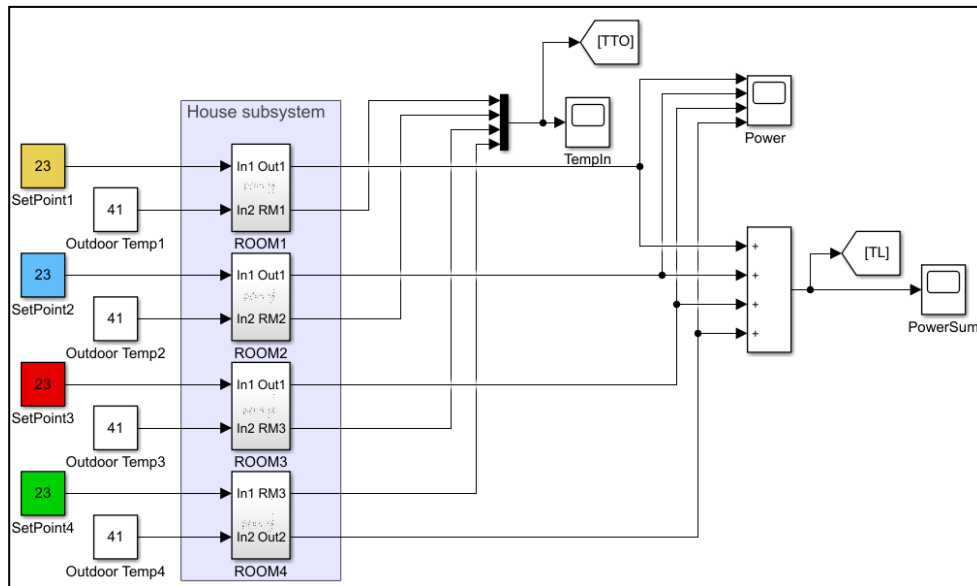 [TTO]
House subsystem
Power
TempIn
23
In1 Out1
SetPoint1
41
In2 RM1
Outdoor Temp1
ROOM1
+
[TL]
23
In1 Out1
+
SetPoint2
41
In2 RM2
+
PowerSum
Outdoor Temp2
ROOM2
+
23
In1 Out1
SetPoint3
41
In2 RM3
Outdoor Temp3
ROOM3
23
In1 RM3
SetPoint4
41
In2 Out2
Outdoor Temp4
ROOM4